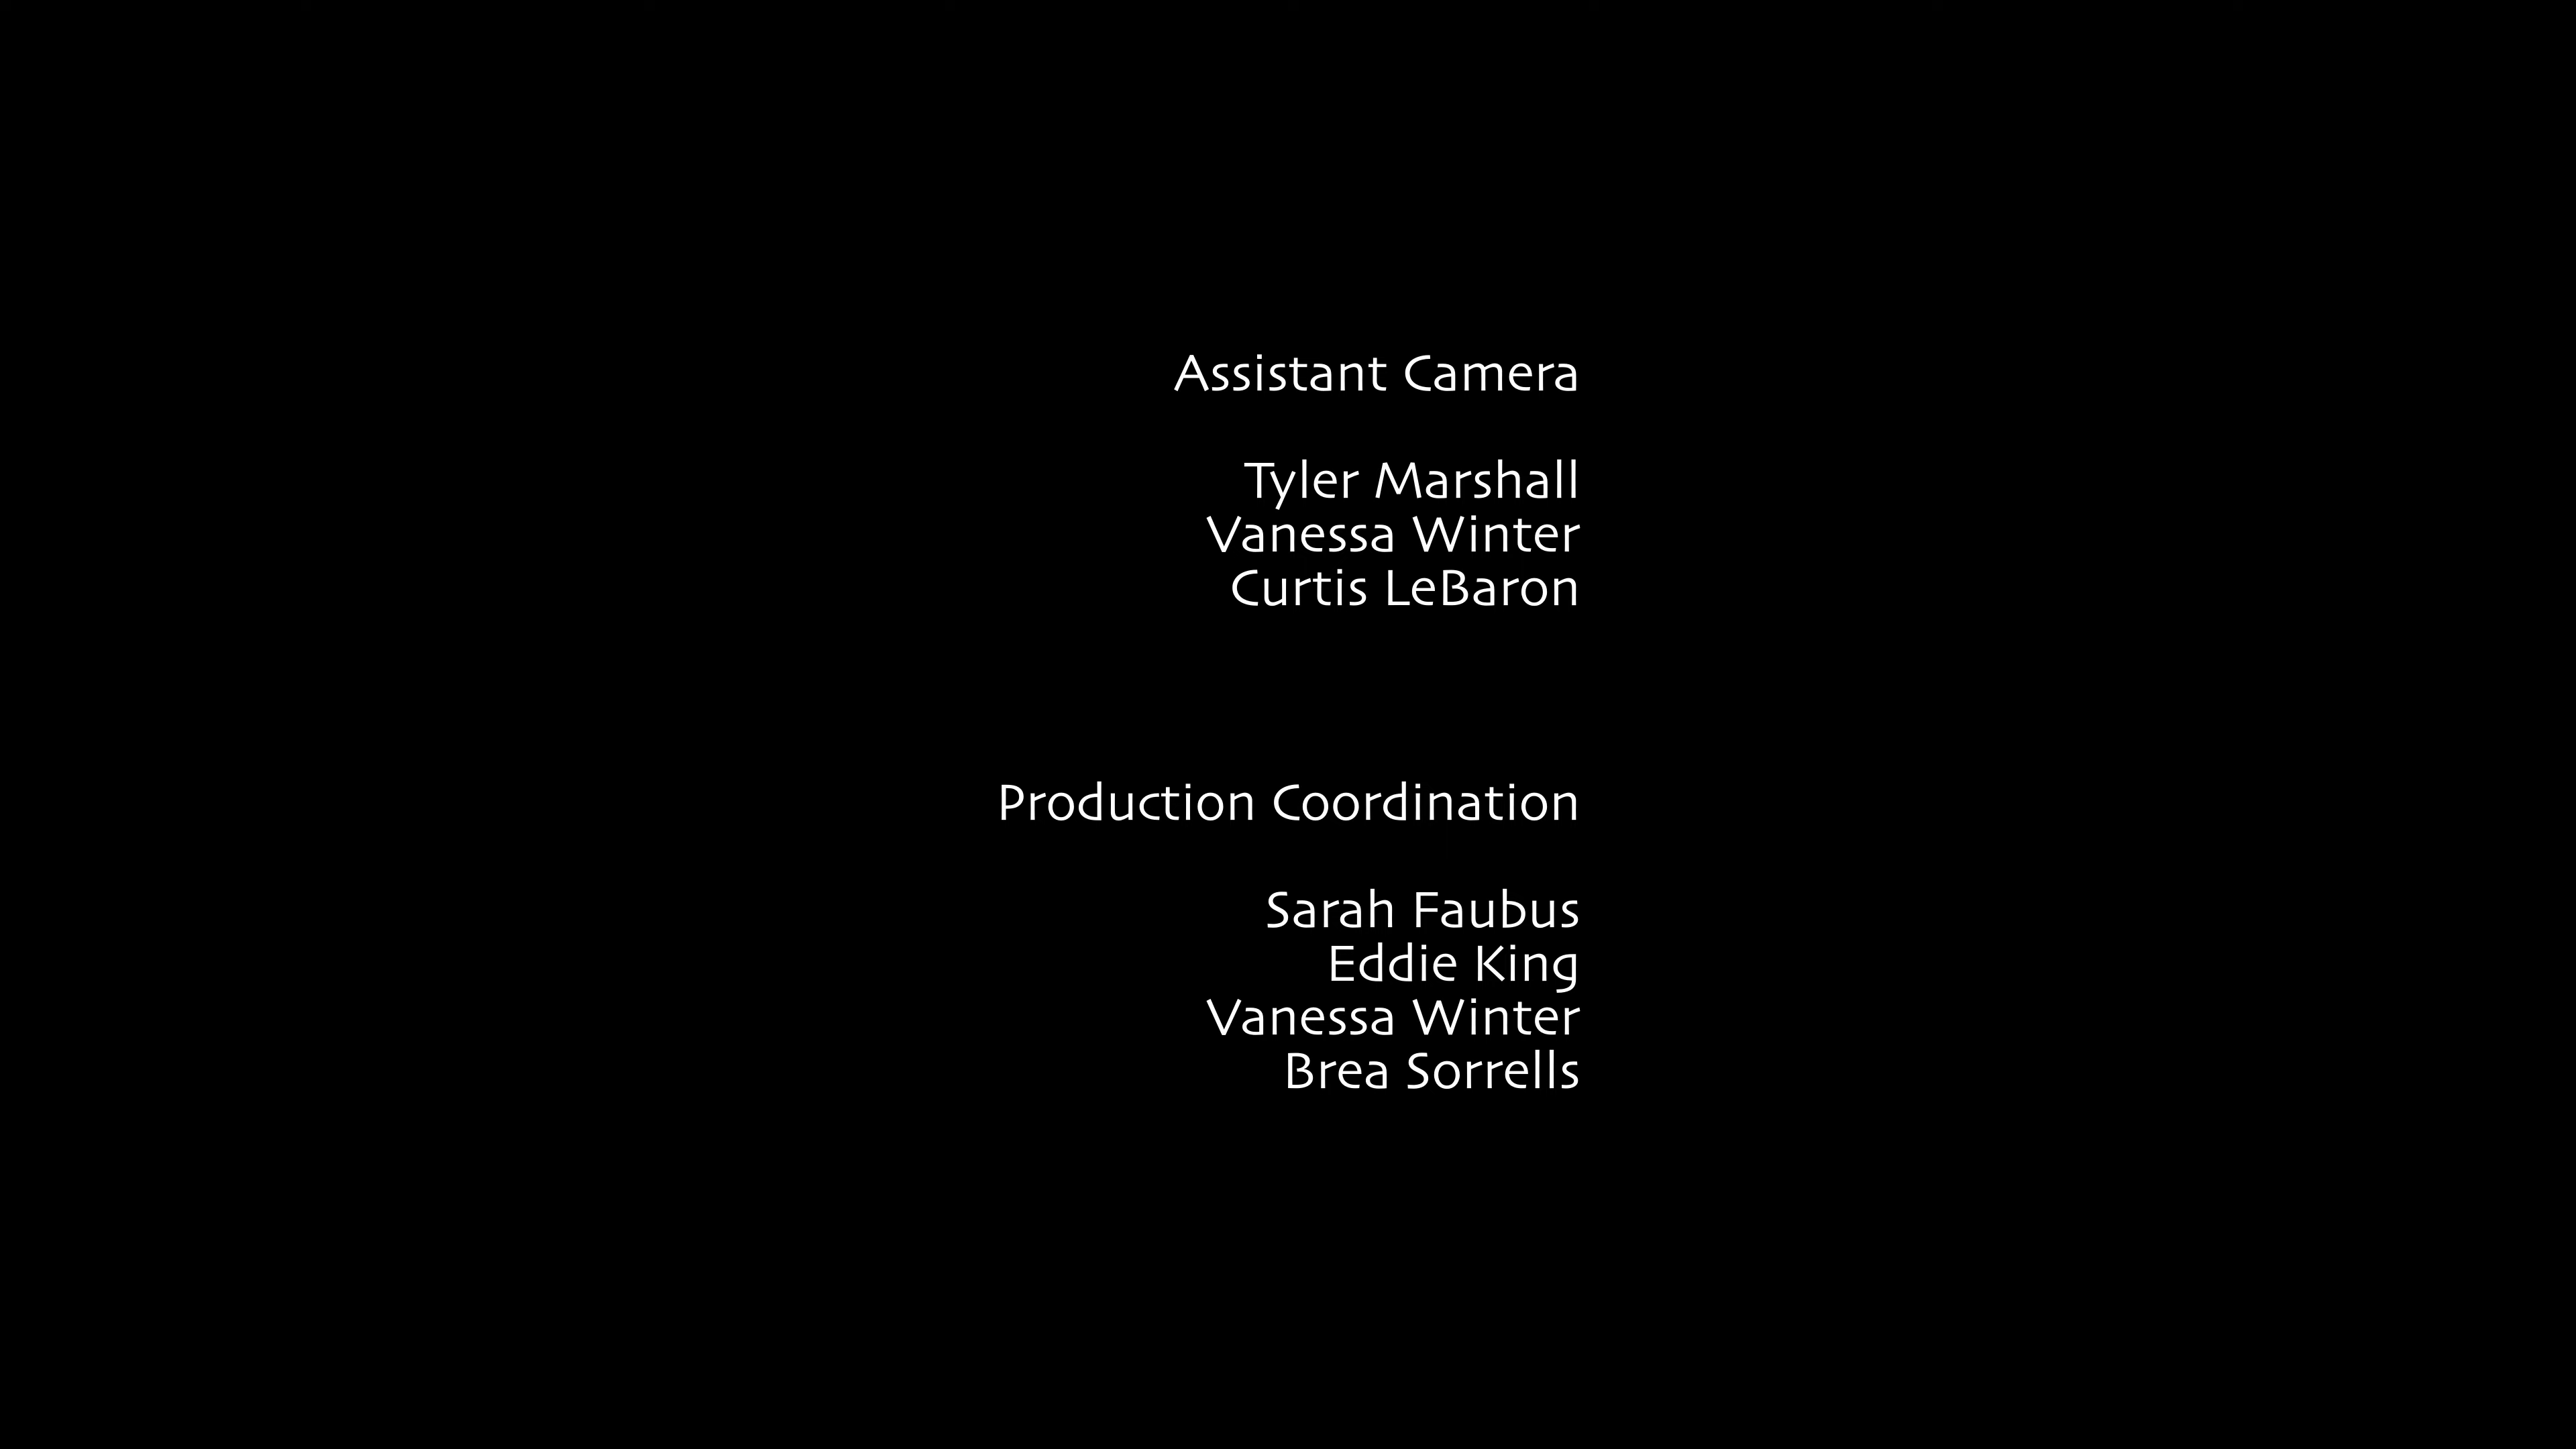 Assistant Camera
Tyler Marshall
Vanessa Winter
Curtis LeBaron
Production Coordination
Sarah Faubus
Eddie King
Vanessa Winter
Brea Sorrells